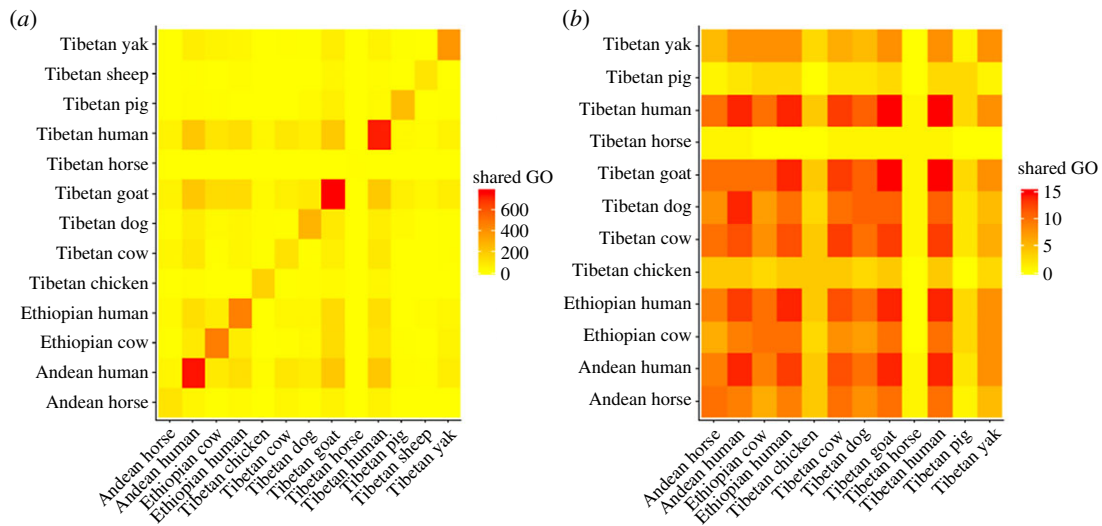 (a)
Tibetan yak
Tibetan sheep
Tibetan pig
Tibetan human
Tibetan horse
Tibetan goat
Tibetan dog
Tibetan cow
Tibetan chicken
Ethiopian human
Ethiopian cow
Andean human
Andean horse
Andean horse
Andean human
Ethiopian cow
Ethiopian human
Tibetan chicken
Tibetan cow
Tibetan dog
Tibetan goat
Tibetan horse
Tibetan human
Tibetan pig
Tibetan sheep
Tibetan yak
shared GO
600
400
200
0
(b)
Tibetan yak
Tibetan pig
Tibetan human
Tibetan horse
Tibetan goat
Tibetan dog
Tibetan cow
Tibetan chicken
Ethiopian human
Ethiopian cow
Andean human
Andean horse
Andean horse
Andean human
Ethiopian cow
Ethiopian human
Tibetan chicken
Tibetan cow
Tibetan dog
Tibetan goat
Tibetan horse
Tibetan human
Tibetan pig
Tibetan yak
shared GO
15
10
5
0